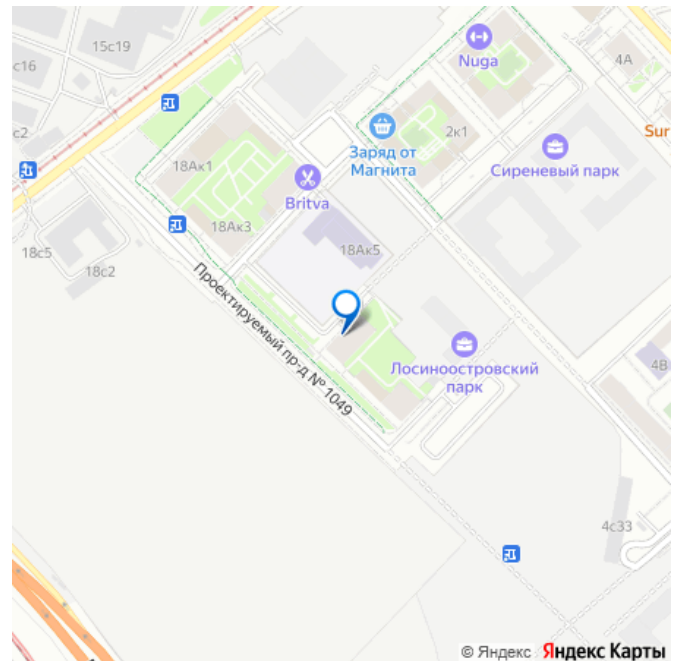 15с19
с16
с2
Nuga
4А
Заряд от
Магнита
2к1
Sur
Сиреневый парк
18Ак1
Britva
18Ак3
18Ак5
18с5
18с2
Проектируемый пр-д № 1049
Лосиноостровский
парк
4В
4с33
© Яндекс Яндекс Карты